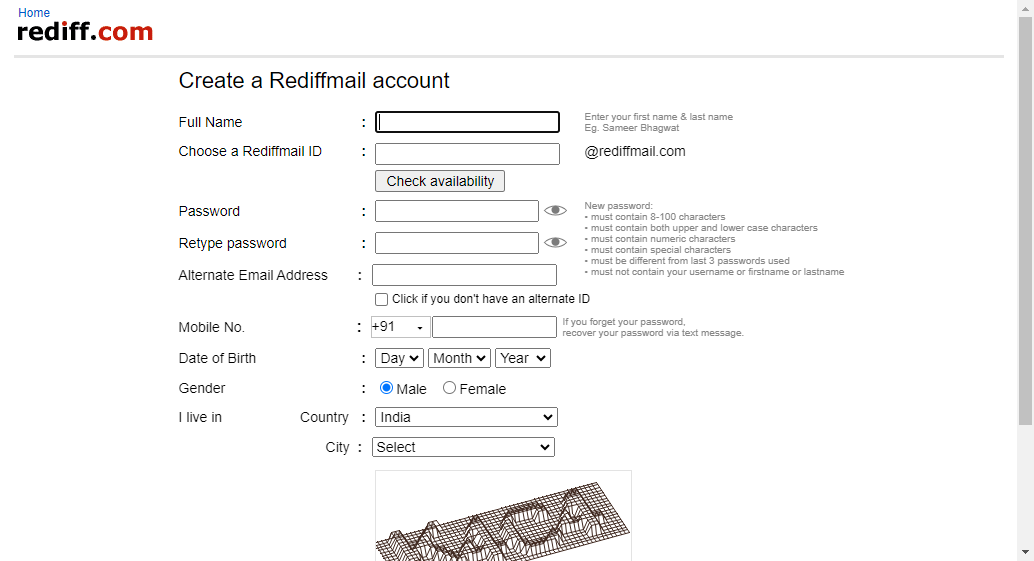 Home
rediff.com
Create a Rediffmail account
Full Name :
Enter your first name & last name
Eg. Sameer Bhagwat
Choose a Rediffmail ID : @rediffmail.com
Check availability
Password :
New password:
• must contain 8-100 characters
• must contain both upper and lower case characters
• must contain numeric characters
• must contain special characters
• must be different from last 3 passwords used
• must not contain your username or firstname or lastname
Retype password :
Alternate Email Address :
Click if you don't have an alternate ID
Mobile No. : +91
If you forget your password,
recover your password via text message.
Date of Birth : Day Month Year
Gender : Male Female
I live in Country : India
City : Select